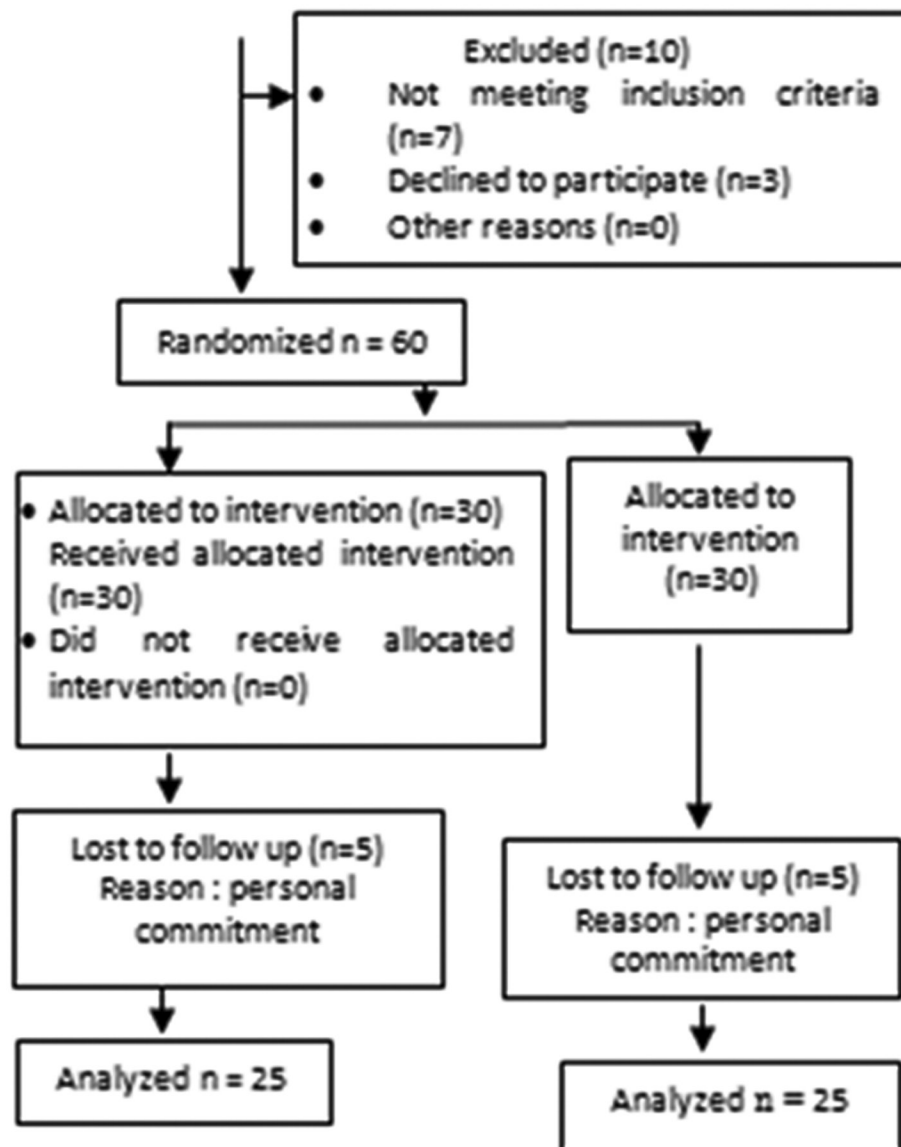 Excluded (n=10)
• Not meeting inclusion criteria
(n=7)
• Declined to participate (n=3)
• Other reasons (n=0)
Randomized n = 60
• Allocated to intervention (n=30)
Received allocated intervention
(n=30)
• Did not receive allocated
intervention (n=0)
Allocated to
intervention
(n=30)
Lost to follow up (n=5)
Reason : personal
commitment
Lost to follow up (n=5)
Reason : personal
commitment
Analyzed n = 25
Analyzed n = 25